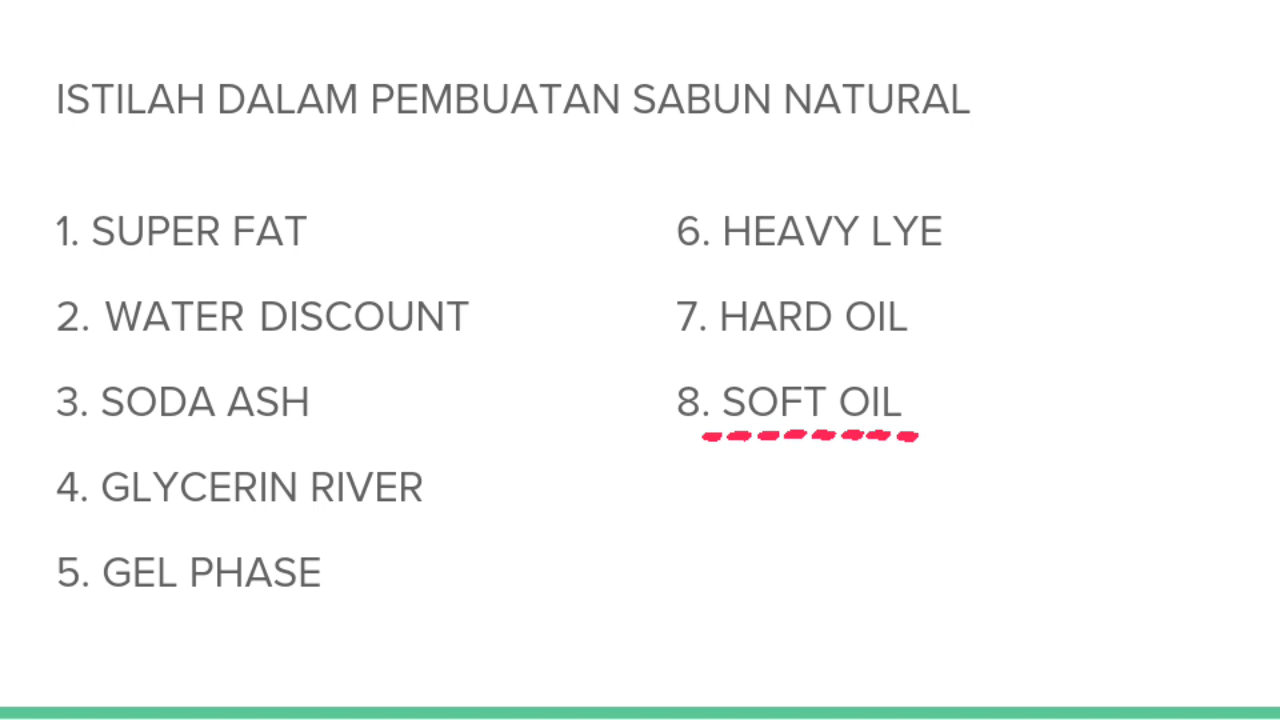 ISTILAH DALAM PEMBUATAN SABUN NATURAL
1. SUPER FAT
2. WATER DISCOUNT
3. SODA ASH
4. GLYCERIN RIVER
5. GEL PHASE
6. HEAVY LYE
7. HARD OIL
8. SOFT OIL